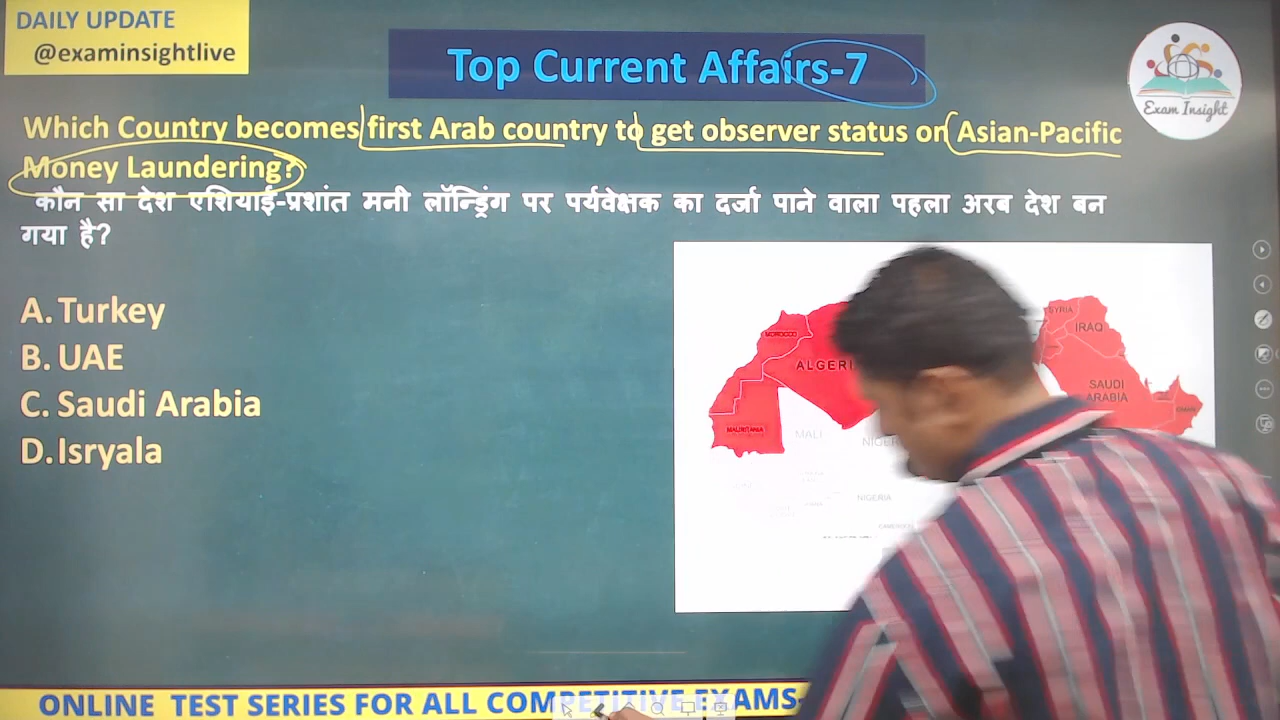 DAILY UPDATE
@examinsightlive
Top Current Affairs-7
Exam Insight
Which Country becomes first Arab country to get observer status on Asian-Pacific
Money Laundering?
कौन सा देश एशियाई-प्रशांत मनी लॉन्ड्रिंग पर पर्यवेक्षक का दर्जा पाने वाला पहला अरब देश बन
गया है?
A. Turkey
B. UAE
C. Saudi Arabia
D. Isryala
MOROCCO
SYRIA
IRAQ
ALGERI
SAUDI
ARABIA
MAURITANIA
MALI
NIGER
NIGERIA
ONLINE TEST SERIES FOR ALL COMPETITIVE EXAMS-